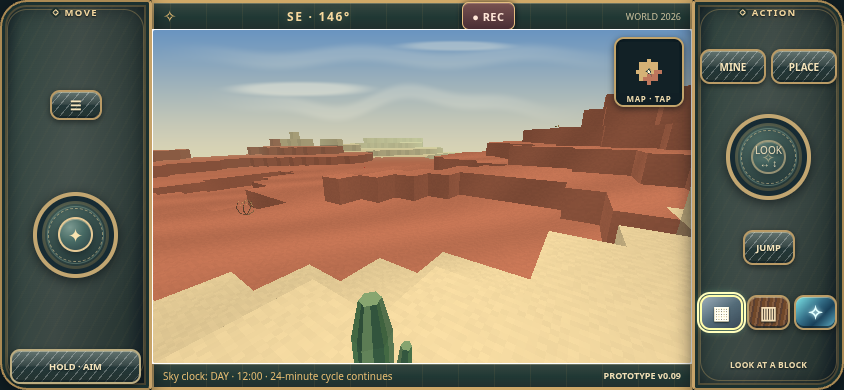 MOVE
SE · 146°
● REC
WORLD 2026
ACTION
MINE
PLACE
MAP · TAP
LOOK
JUMP
HOLD · AIM
LOOK AT A BLOCK
Sky clock: DAY · 12:00 · 24-minute cycle continues
PROTOTYPE v0.09